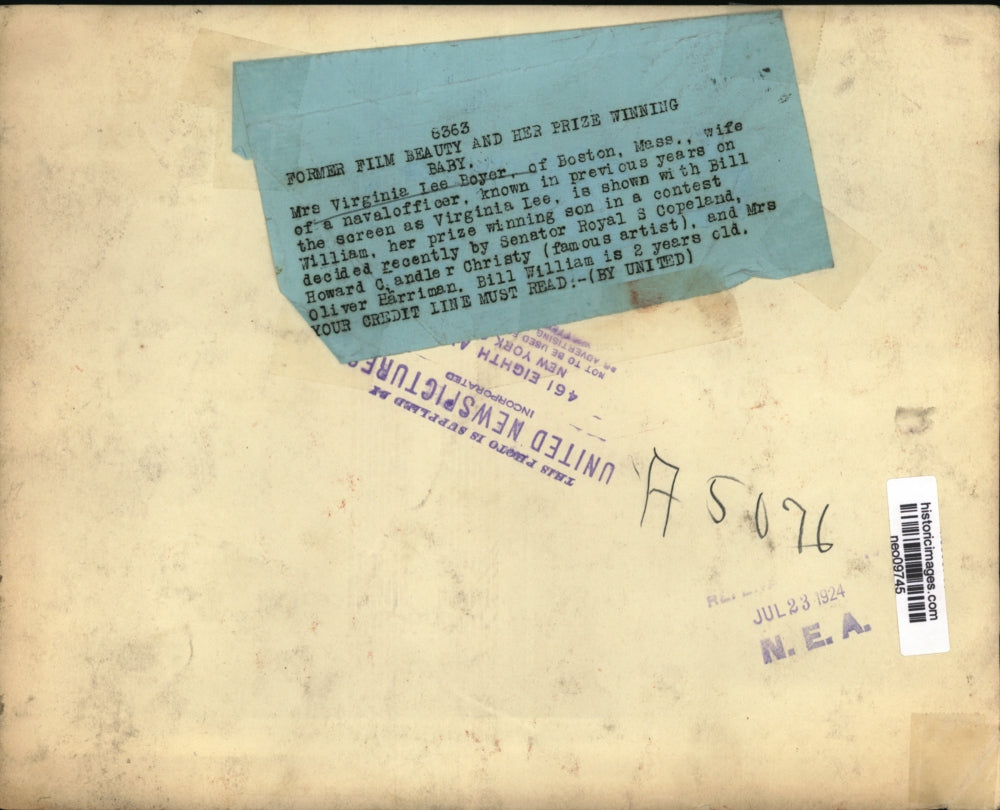 6363
FORMER FILM BEAUTY AND HER PRIZE WINNING
BABY.
Mrs Virginia Lee Boyer, of Boston, Mass., wife
of a navalofficer, known in previous years on
the screen as Virginia Lee, is shown with Bill
William, her prize winning son in a contest
decided recently by Senator Royal S Copeland,
Howard Chandler Christy (famous artist), and Mrs
Oliver Harriman. Bill William is 2 years old.
YOUR CREDIT LINE MUST READ:-(BY UNITED)
THIS PHOTO IS SUPPLIED BY
UNITED NEWSPICTURES
INCORPORATED
461 EIGHTH
NEW YORK
NOT TO BE USED
OR ADVERTISING
A 5076
JUL 23 1924
N. E. A.
historicimages.com
neo09745